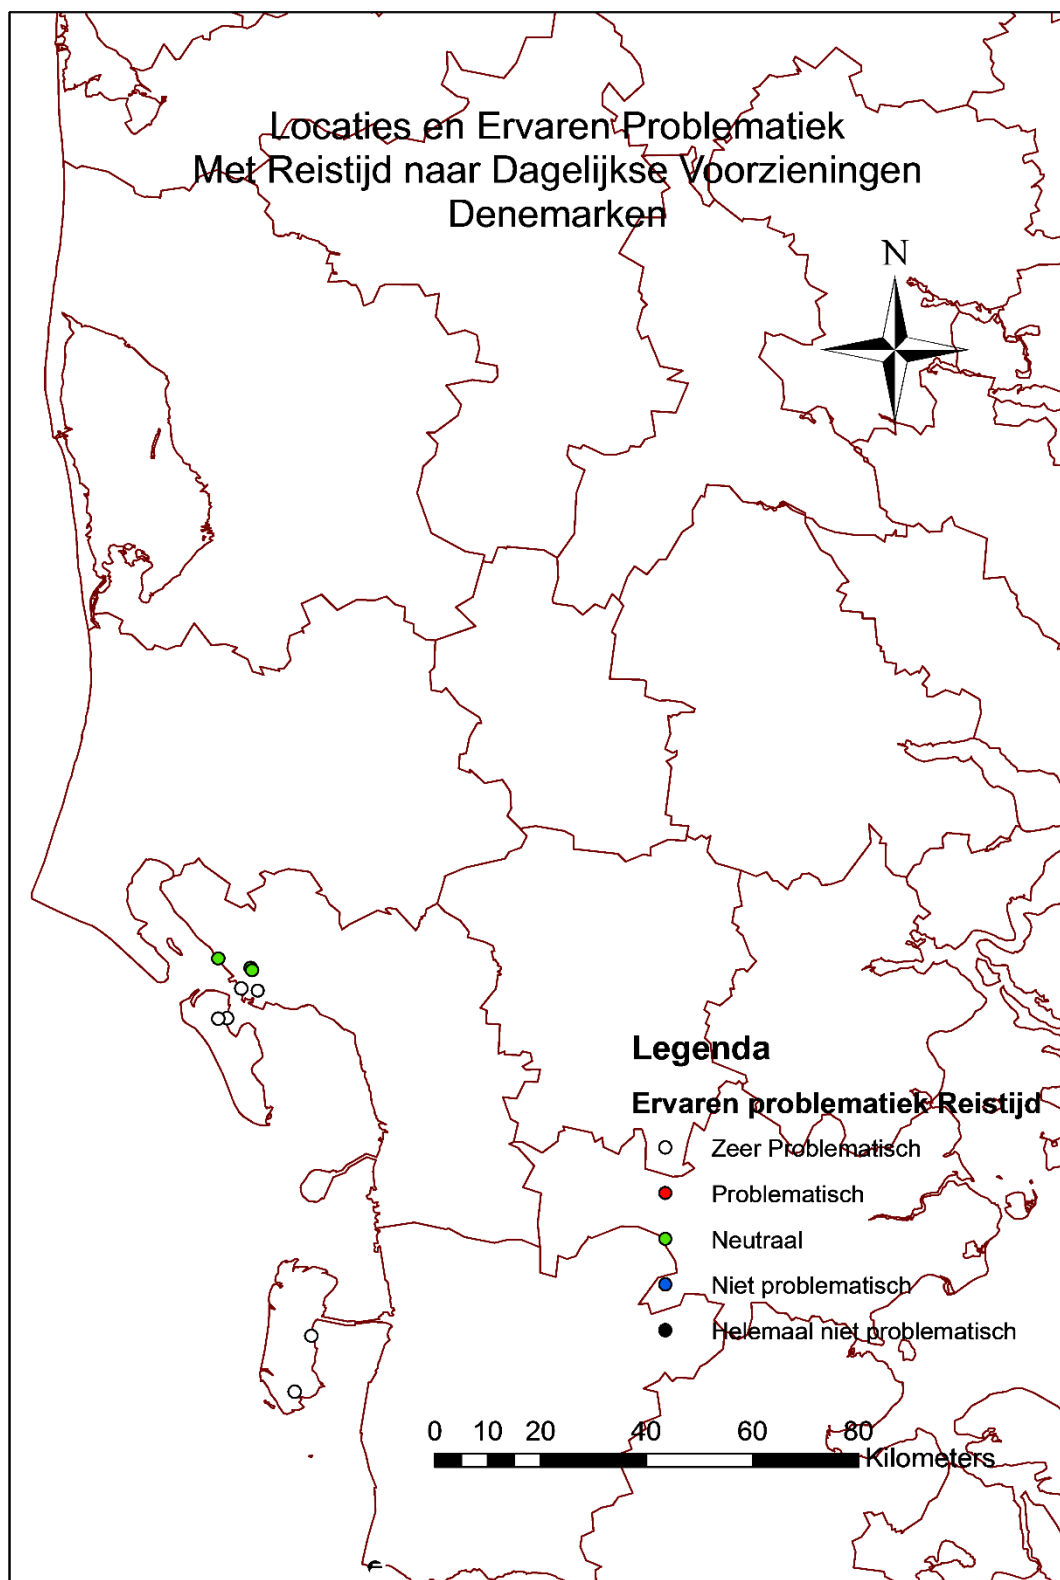 Locaties en Ervaren Problematiek
Met Reistijd naar Dagelijkse Voorzieningen
Denemarken
N
Legenda
Ervaren problematiek Reistijd
Zeer Problematisch
Problematisch
Neutraal
Niet problematisch
Helemaal niet problematisch
0 10 20 40 60 80
Kilometers